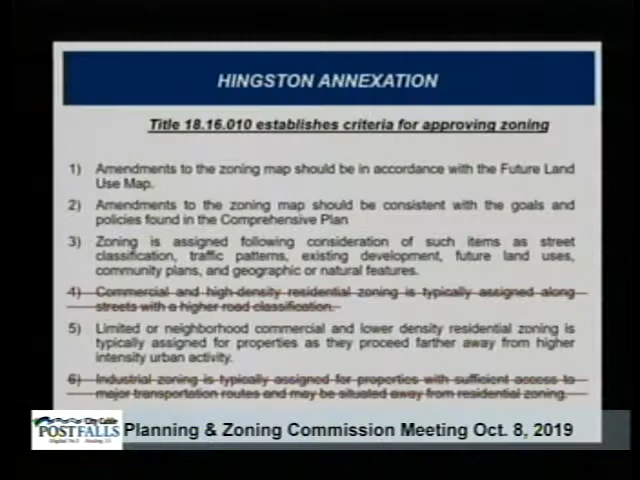 HINGSTON ANNEXATION
Title 18.16.010 establishes criteria for approving zoning
1) Amendments to the zoning map should be in accordance with the Future Land
Use Map.
2) Amendments to the zoning map should be consistent with the goals and
policies found in the Comprehensive Plan
3) Zoning is assigned following consideration of such items as street
classification, traffic patterns, existing development, future land uses,
community plans, and geographic or natural features.
4) Commercial and high-density residential zoning is typically assigned along
streets with a higher road classification.
5) Limited or neighborhood commercial and lower density residential zoning is
typically assigned for properties as they proceed farther away from higher
intensity urban activity.
6) Industrial zoning is typically assigned for properties with sufficient access to
major transportation routes and may be situated away from residential zoning.
City Cable
POST FALLS
Planning & Zoning Commission Meeting Oct. 8, 2019